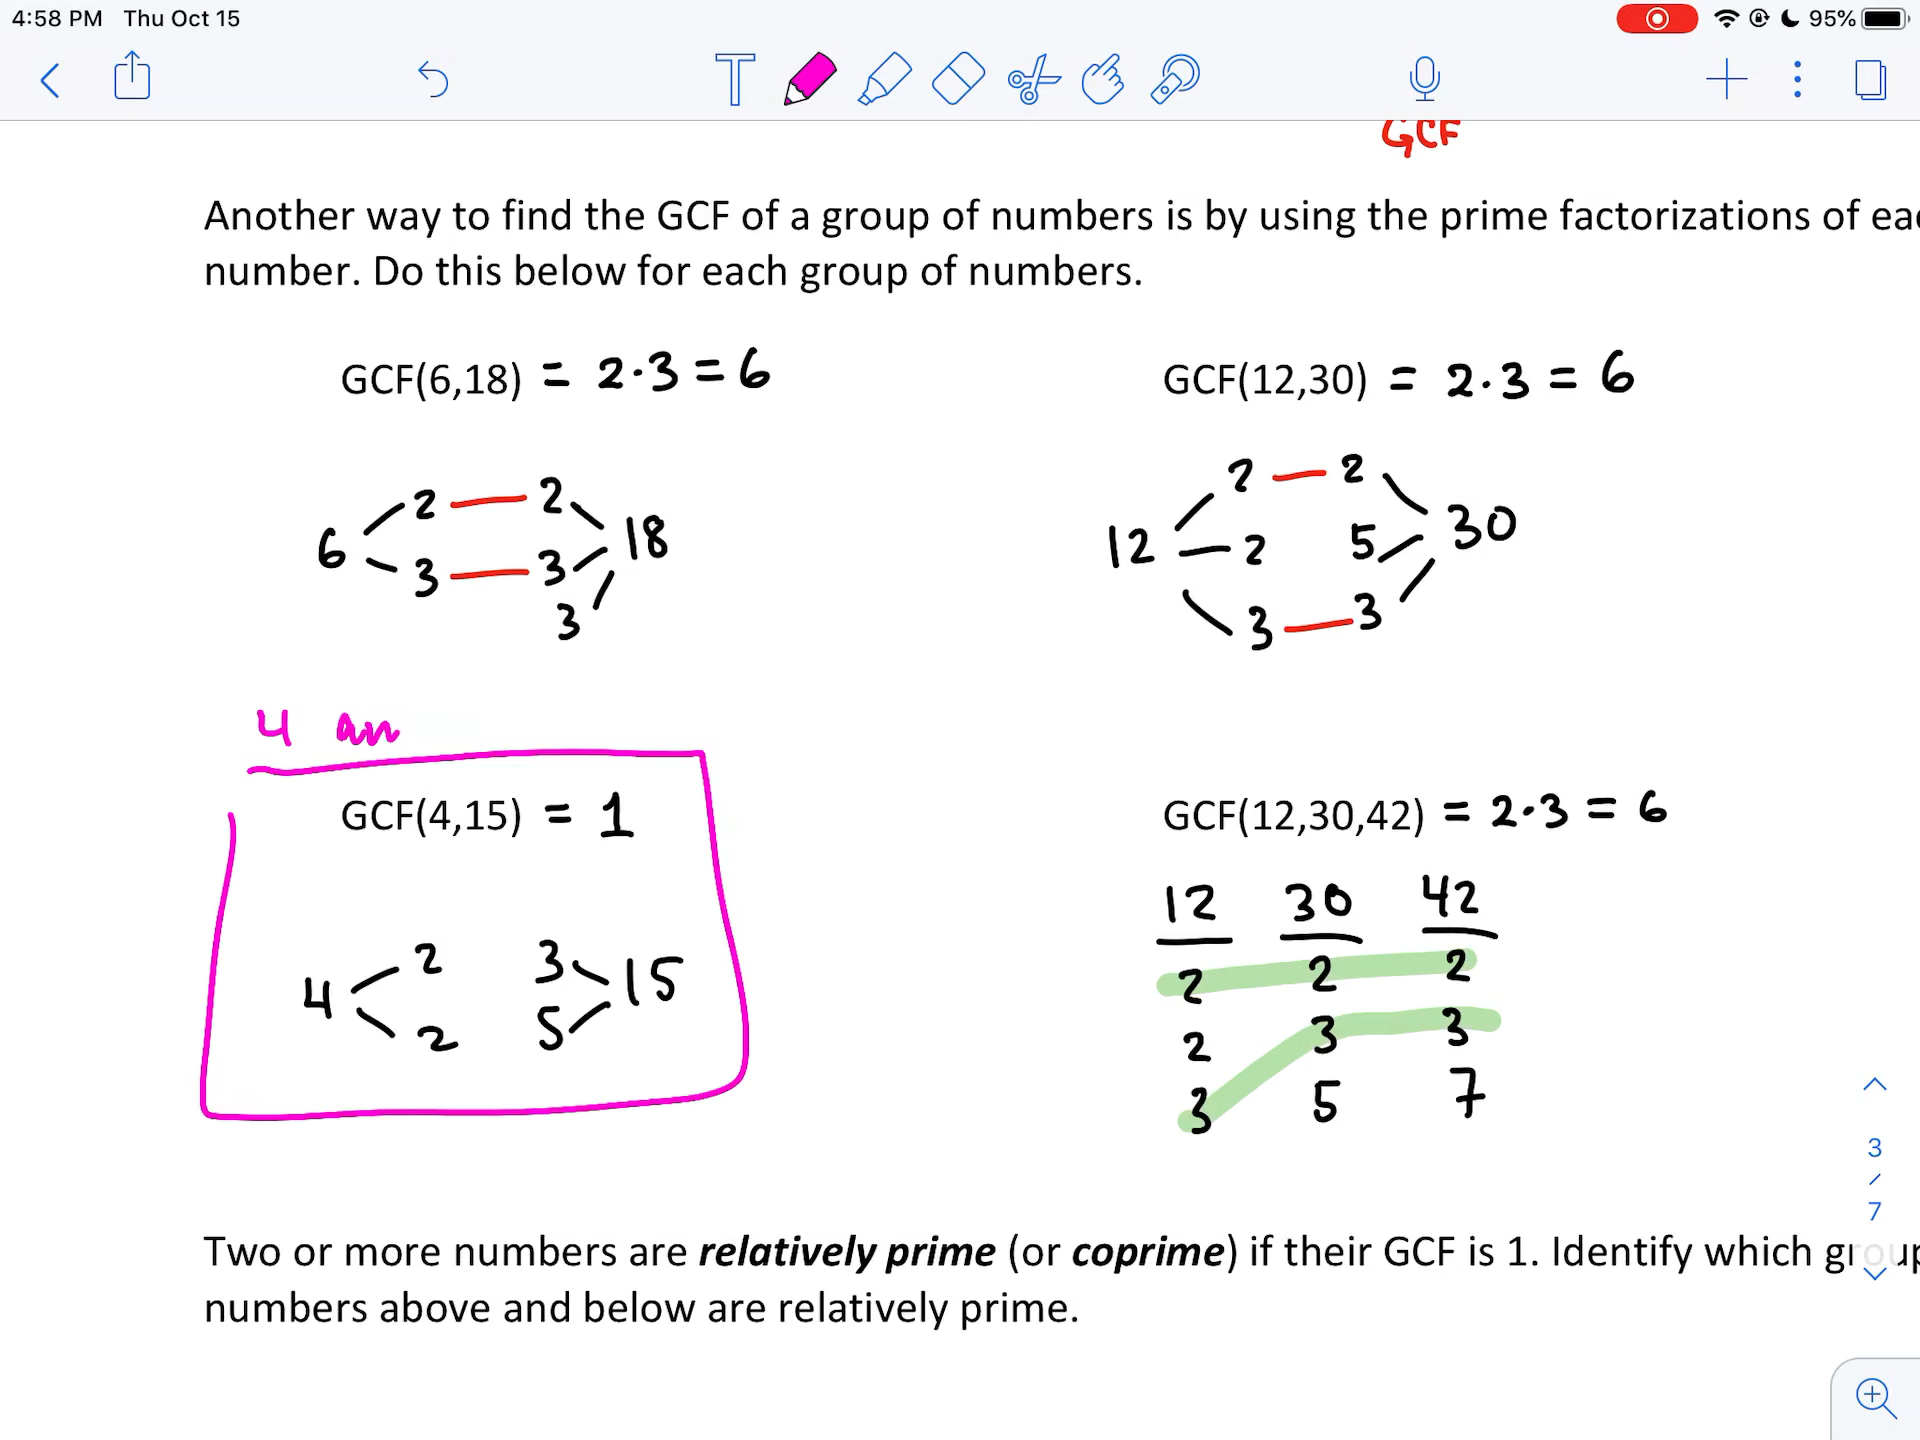 4:58 PM Thu Oct 15
95%
GCF
Another way to find the GCF of a group of numbers is by using the prime factorizations of eac
number. Do this below for each group of numbers.
GCF(6,18) = 2·3 = 6
GCF(12,30) = 2·3 = 6
2 2
6 18
3 3
3
2 2
12 2 5 30
3 3
4 an
GCF(4,15) = 1
2 3
4 15
2 5
GCF(12,30,42) = 2·3 = 6
12 30 42
2 2 2
2 3 3
3 5 7
3
/
7
Two or more numbers are relatively prime (or coprime) if their GCF is 1. Identify which group
numbers above and below are relatively prime.